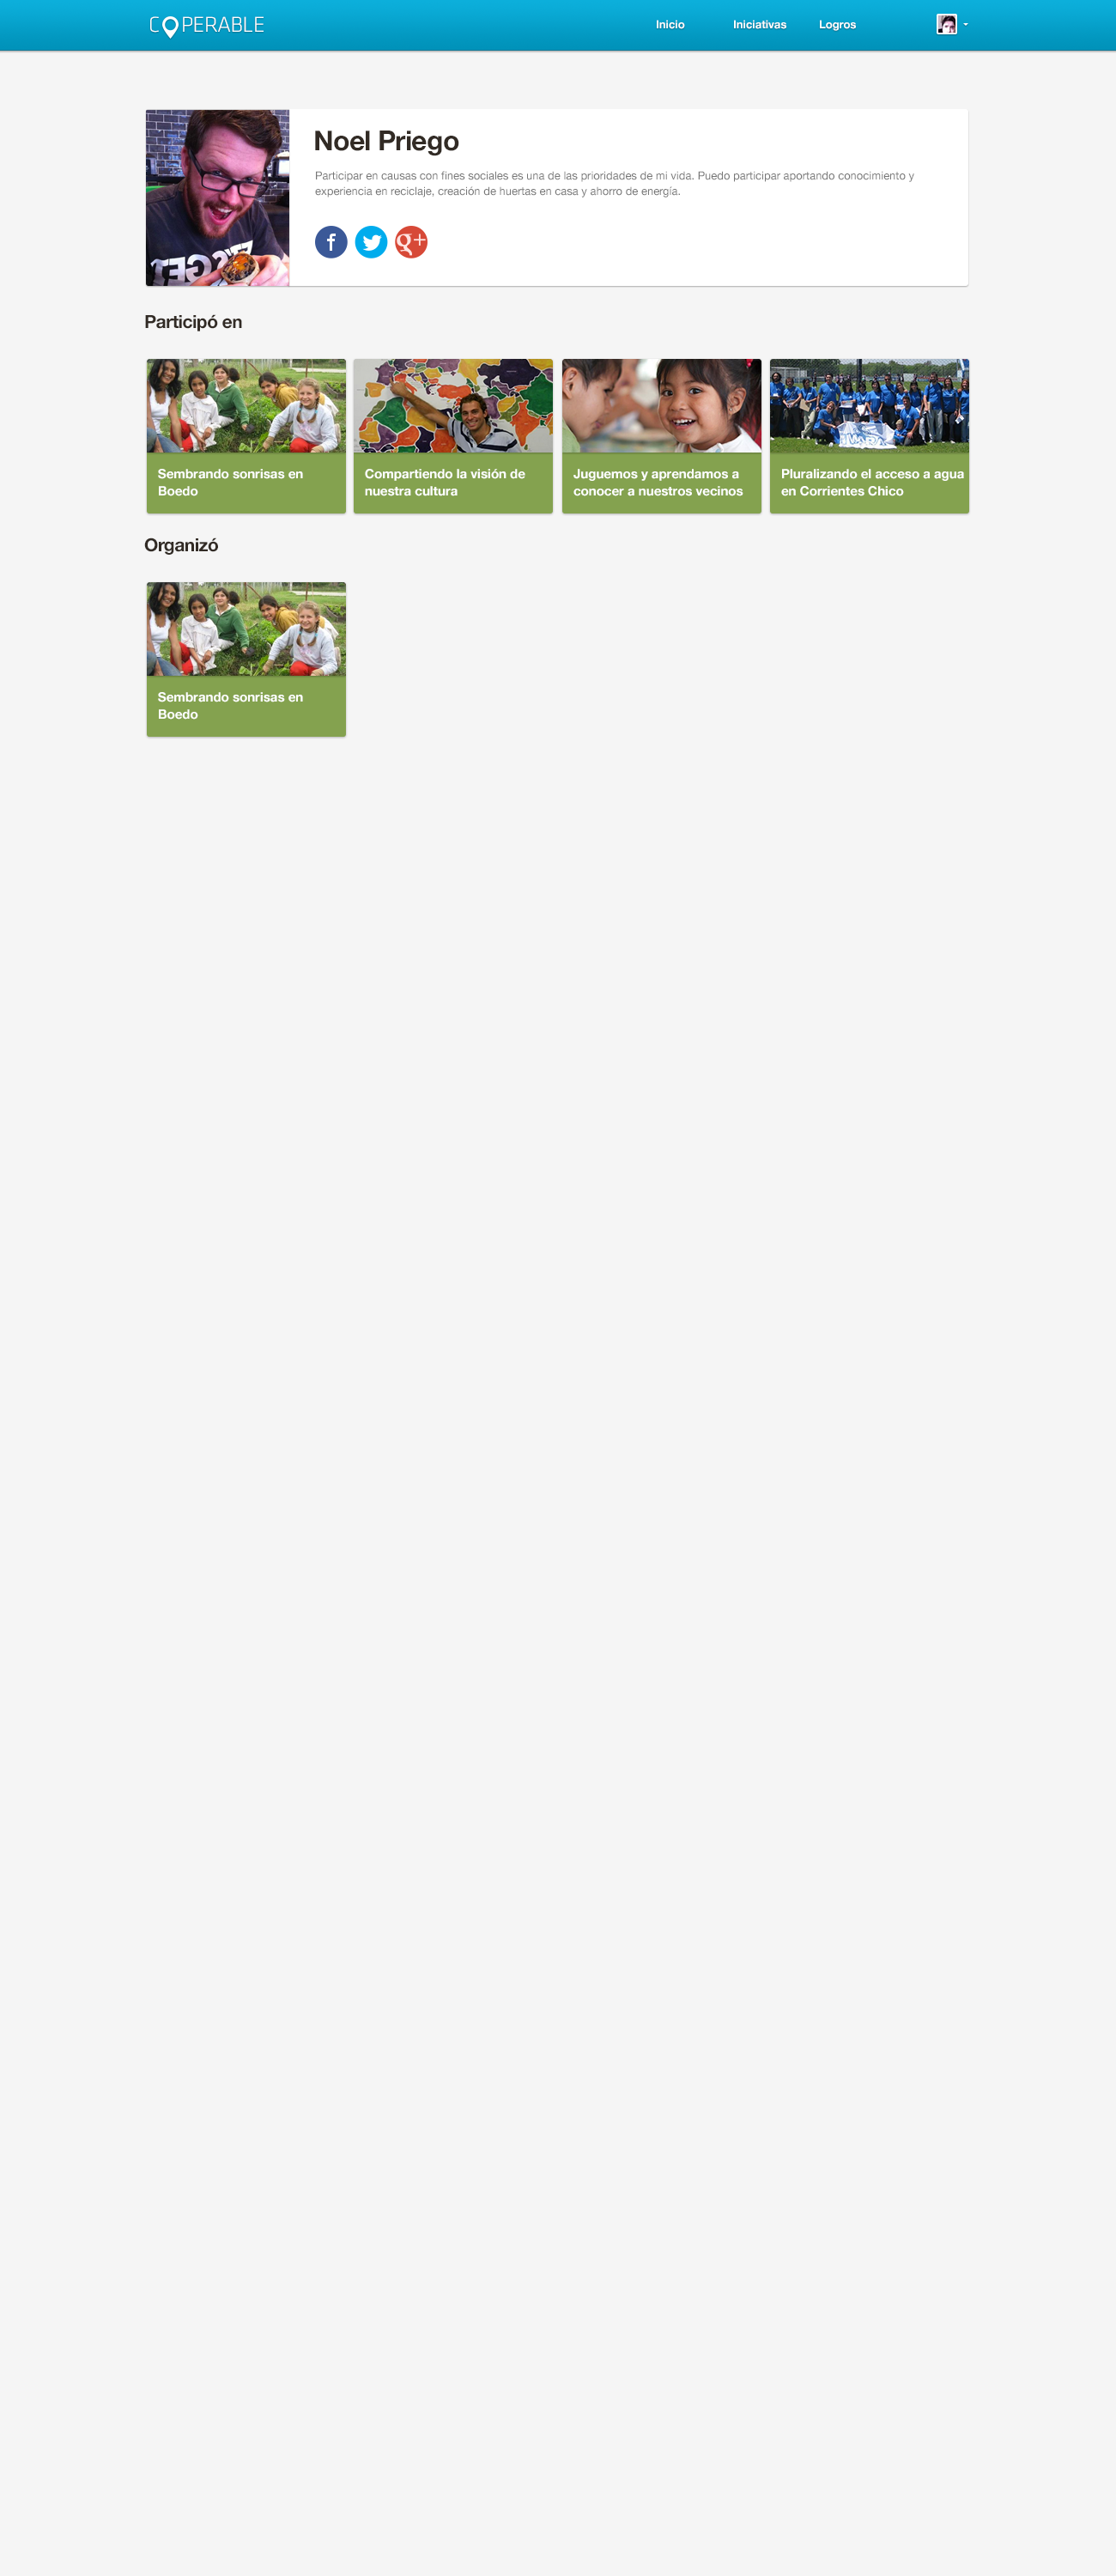 COPERABLE
Inicio
Iniciativas
Logros
Noel Priego
Participar en causas con fines sociales es una de las prioridades de mi vida. Puedo participar aportando conocimiento y
experiencia en reciclaje, creación de huertas en casa y ahorro de energía.
f
g+
Participó en
Sembrando sonrisas en
Boedo
Compartiendo la visión de
nuestra cultura
Juguemos y aprendamos a
conocer a nuestros vecinos
Pluralizando el acceso a agua
en Corrientes Chico
Organizó
Sembrando sonrisas en
Boedo